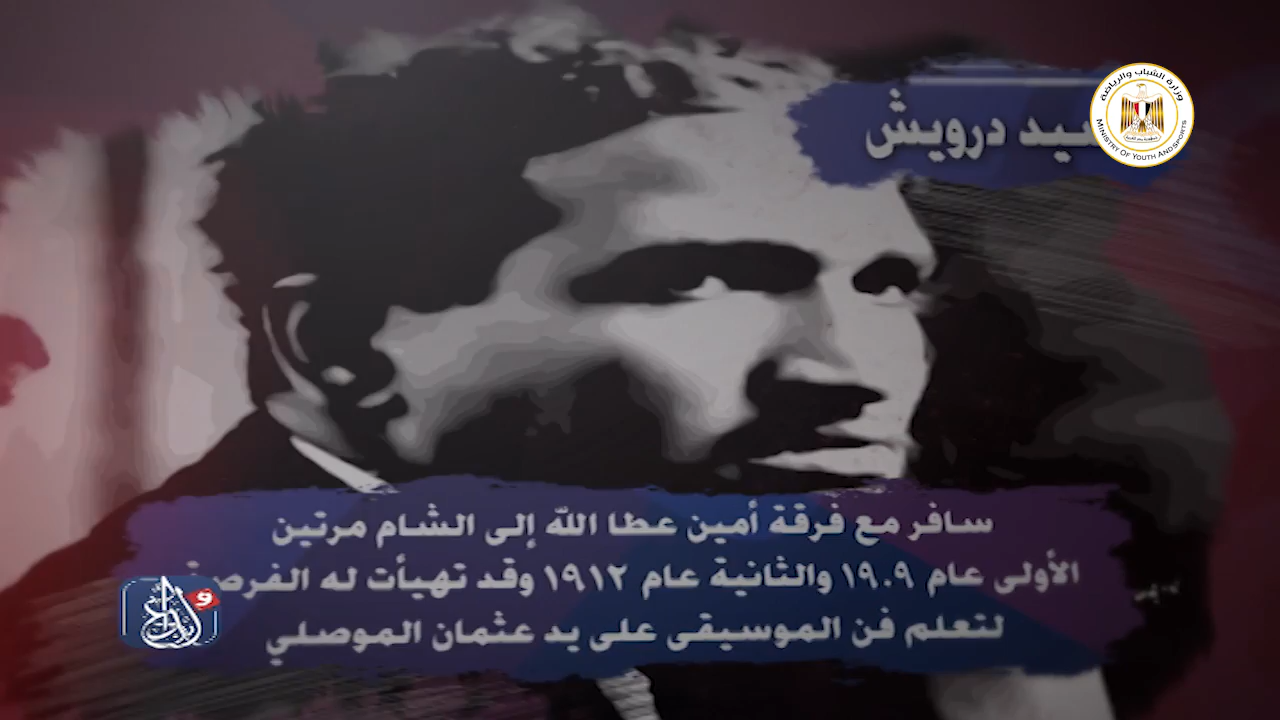 وزارة الشباب والرياضة
MINISTRY OF YOUTH AND SPORTS
درويش
سافر مع فرقة أمين عطا الله إلى الشام مرتين
الأولى عام ١٩٠٩ والثانية عام ١٩١٢ وقد تهيأت له الفرصة
لتعلم فن الموسيقى على يد عثمان الموصلي